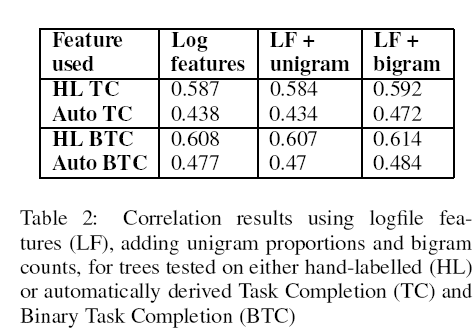 Feature used | Log features | LF + unigram | LF + bigram
HL TC | 0.587 | 0.584 | 0.592
Auto TC | 0.438 | 0.434 | 0.472
HL BTC | 0.608 | 0.607 | 0.614
Auto BTC | 0.477 | 0.47 | 0.484
Table 2: Correlation results using logfile fea-
tures (LF), adding unigram proportions and bigram
counts, for trees tested on either hand-labelled (HL)
or automatically derived Task Completion (TC) and
Binary Task Completion (BTC)